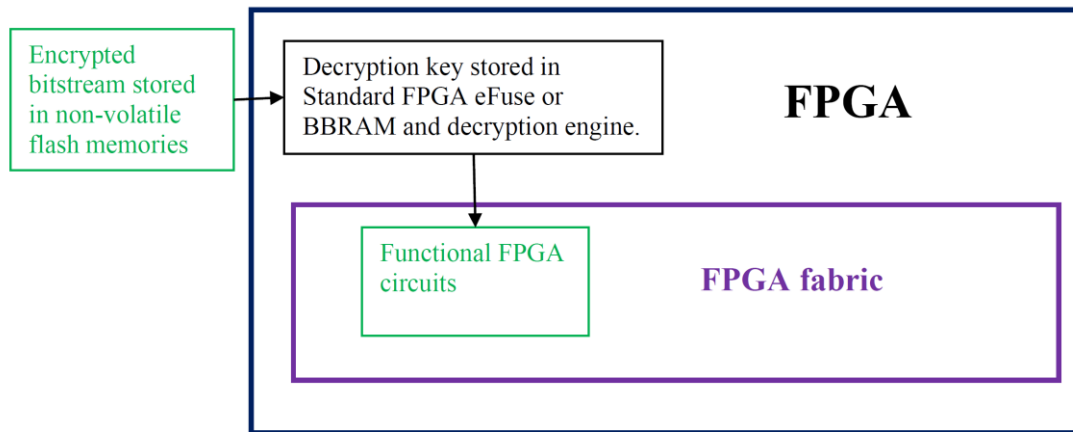 Encrypted
bitstream stored
in non-volatile
flash memories
Decryption key stored in
Standard FPGA eFuse or
BBRAM and decryption engine.
FPGA
Functional FPGA
circuits
FPGA fabric